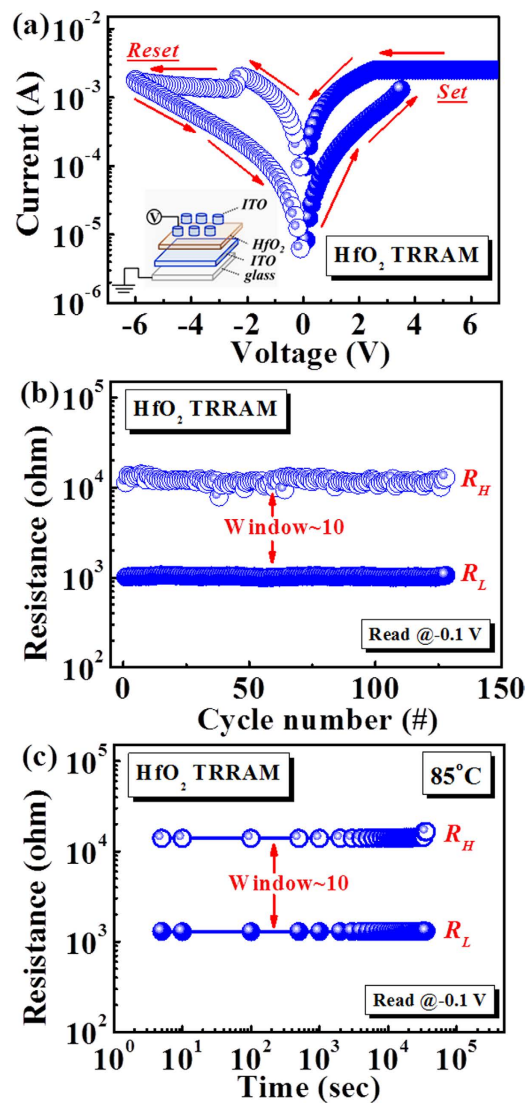 (a)
Reset
Set
Current (A)
10⁻²
10⁻³
10⁻⁴
10⁻⁵
10⁻⁶
V
ITO
HfO₂
ITO
glass
HfO₂ TRRAM
-6 -4 -2 0 2 4 6
Voltage (V)
(b)
HfO₂ TRRAM
Resistance (ohm)
10⁵
10⁴
10³
10²
R_H
Window~10
R_L
Read @-0.1 V
0 50 100 150
Cycle number (#)
(c)
HfO₂ TRRAM
85°C
Resistance (ohm)
10⁵
10⁴
10³
10²
R_H
Window~10
R_L
Read @-0.1 V
10⁰ 10¹ 10² 10³ 10⁴ 10⁵
Time (sec)